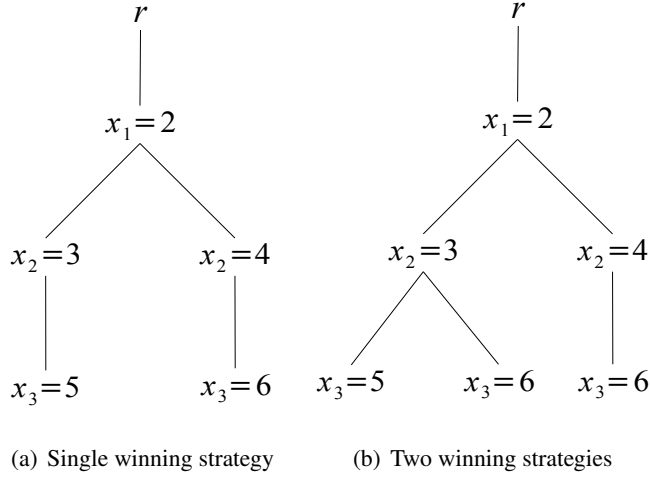 r r
x₁=2 x₁=2
x₂=3 x₂=4 x₂=3 x₂=4
x₃=5 x₃=6 x₃=5 x₃=6 x₃=6
(a) Single winning strategy (b) Two winning strategies